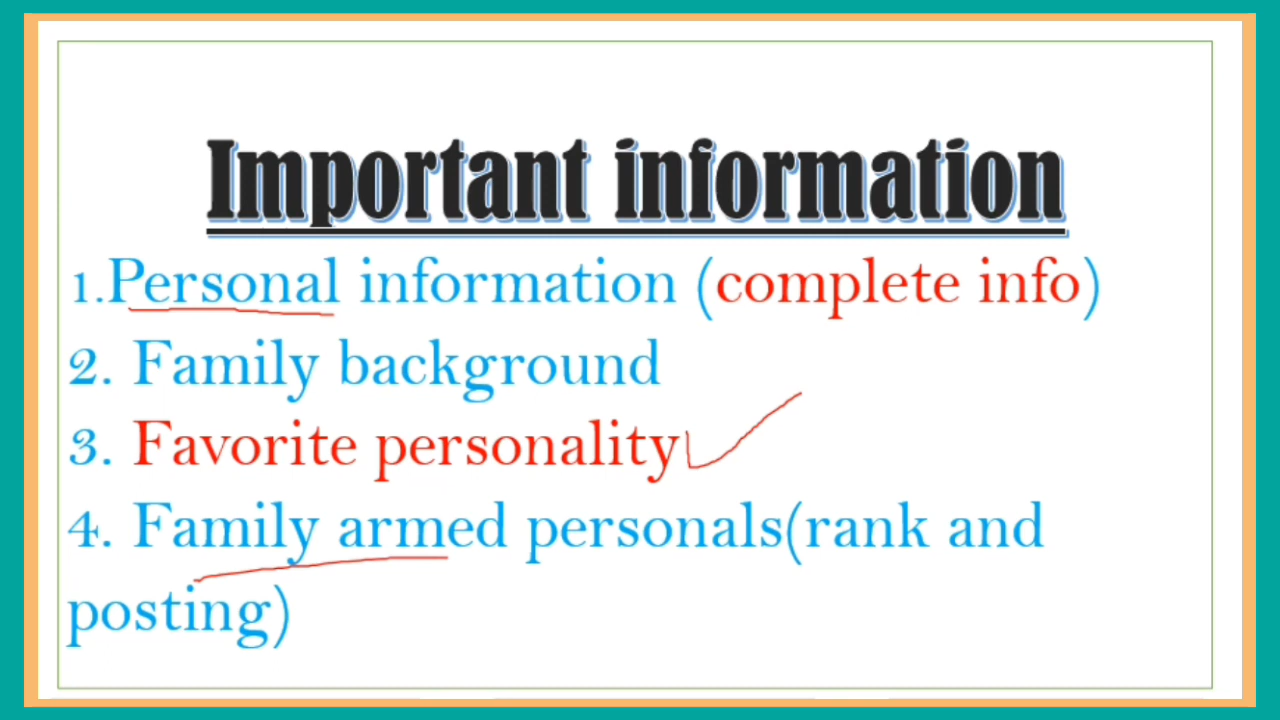 Important information
1.Personal information (complete info)
2. Family background
3. Favorite personality
4. Family armed personals(rank and
posting)